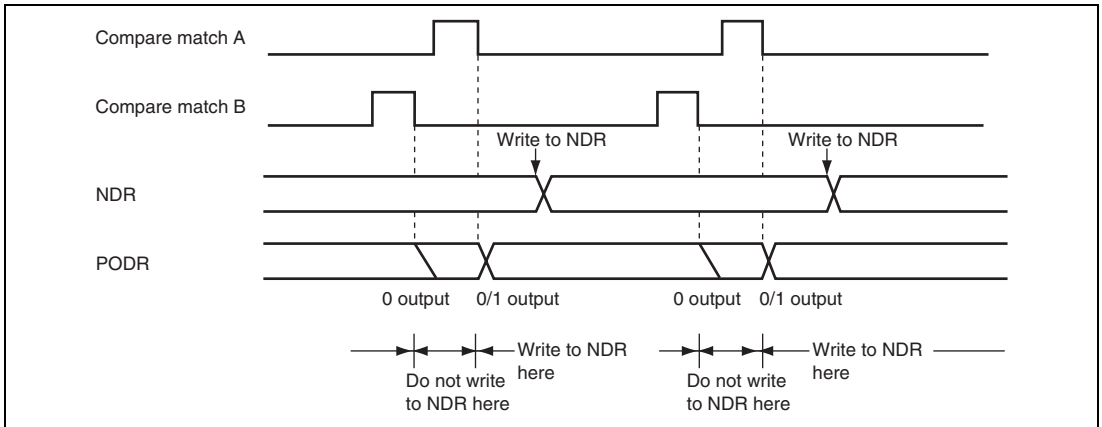 Compare match A
Compare match B
Write to NDR
Write to NDR
NDR
PODR
0 output
0/1 output
0 output
0/1 output
Write to NDR
here
Do not write
to NDR here
Write to NDR
here
Do not write
to NDR here